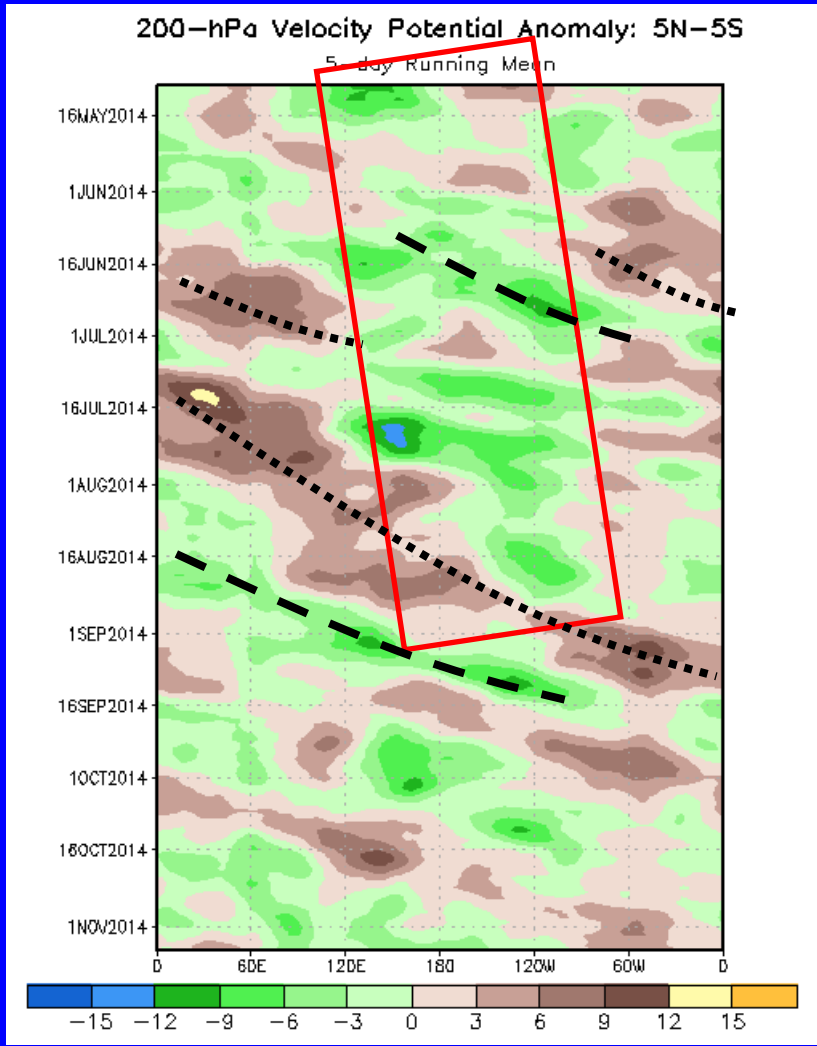 200-hPa Velocity Potential Anomaly: 5N-5S
5-day Running Mean
16MAY2014
1JUN2014
16JUN2014
1JUL2014
16JUL2014
1AUG2014
16AUG2014
1SEP2014
16SEP2014
1OCT2014
16OCT2014
1NOV2014
0 60E 120E 180 120W 60W 0
-15 -12 -9 -6 -3 0 3 6 9 12 15